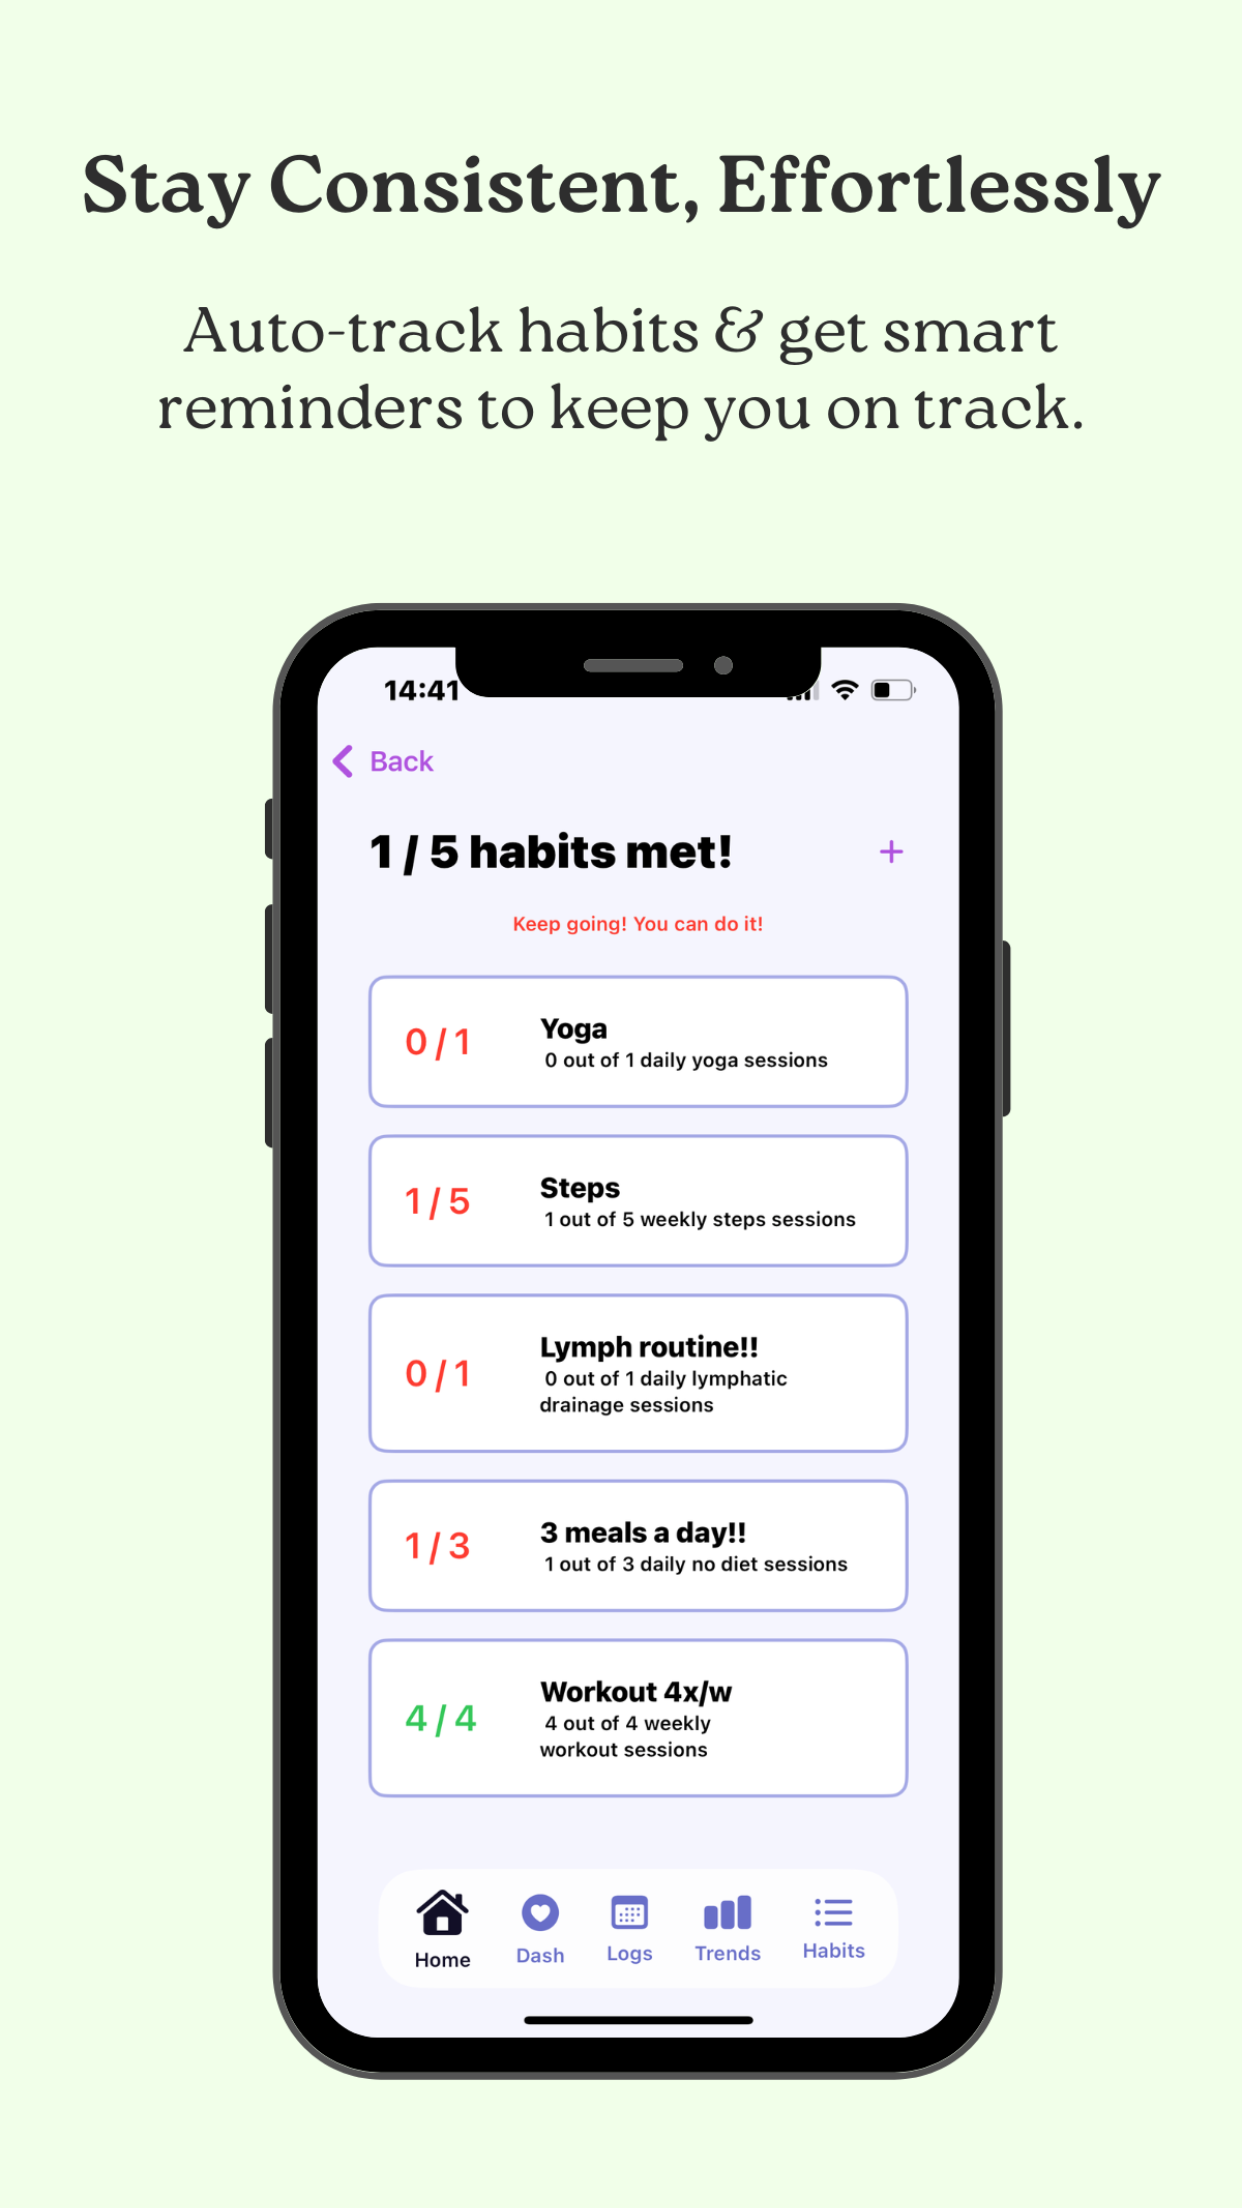 Stay Consistent, Effortlessly
Auto-track habits & get smart
reminders to keep you on track.
14:41
Back
1 / 5 habits met!
+
Keep going! You can do it!
0 / 1
Yoga
0 out of 1 daily yoga sessions
1 / 5
Steps
1 out of 5 weekly steps sessions
0 / 1
Lymph routine!!
0 out of 1 daily lymphatic
drainage sessions
1 / 3
3 meals a day!!
1 out of 3 daily no diet sessions
4 / 4
Workout 4x/w
4 out of 4 weekly
workout sessions
Home
Dash
Logs
Trends
Habits